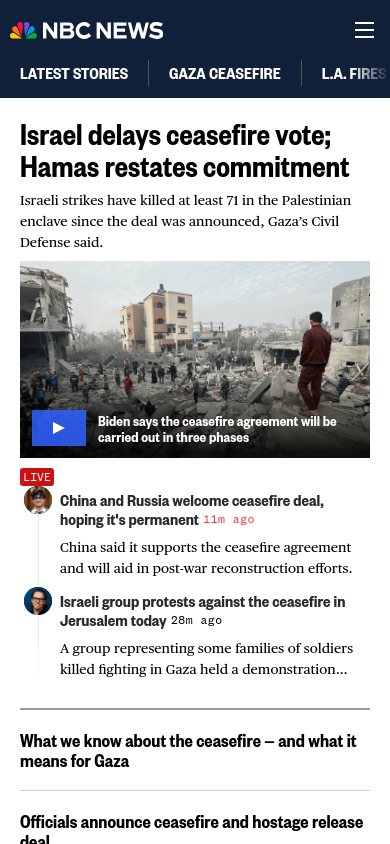 NBC NEWS
LATEST STORIES
GAZA CEASEFIRE
L.A. FIRES
Israel delays ceasefire vote;
Hamas restates commitment
Israeli strikes have killed at least 71 in the Palestinian
enclave since the deal was announced, Gaza’s Civil
Defense said.
Biden says the ceasefire agreement will be
carried out in three phases
LIVE
China and Russia welcome ceasefire deal,
hoping it's permanent 11m ago
China said it supports the ceasefire agreement
and will aid in post-war reconstruction efforts.
Israeli group protests against the ceasefire in
Jerusalem today 28m ago
A group representing some families of soldiers
killed fighting in Gaza held a demonstration...
What we know about the ceasefire — and what it
means for Gaza
Officials announce ceasefire and hostage release
deal